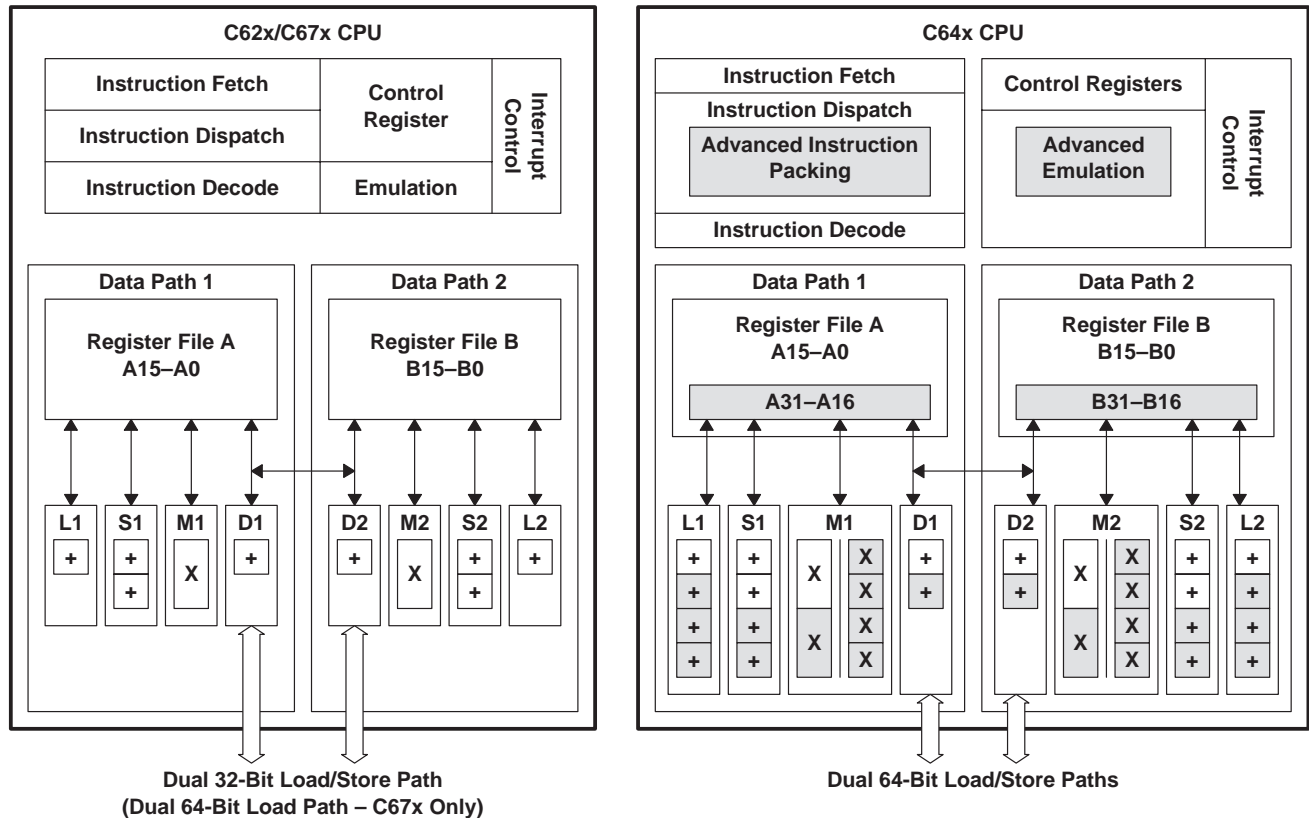 C62x/C67x CPU
Instruction Fetch
Instruction Dispatch
Instruction Decode
Control
Register
Emulation
Interrupt
Control
Data Path 1
Register File A
A15–A0
Data Path 2
Register File B
B15–B0
L1
+
S1
+
+
M1
X
D1
+
D2
+
M2
X
S2
+
+
L2
+
Dual 32-Bit Load/Store Path
(Dual 64-Bit Load Path – C67x Only)
C64x CPU
Instruction Fetch
Instruction Dispatch
Advanced Instruction
Packing
Instruction Decode
Control Registers
Advanced
Emulation
Interrupt
Control
Data Path 1
Register File A
A15–A0
A31–A16
Data Path 2
Register File B
B15–B0
B31–B16
L1
+
+
+
+
S1
+
+
+
+
M1
X
X
X
X
X
X
D1
+
+
D2
+
+
M2
X
X
X
X
X
X
S2
+
+
+
+
L2
+
+
+
+
Dual 64-Bit Load/Store Paths